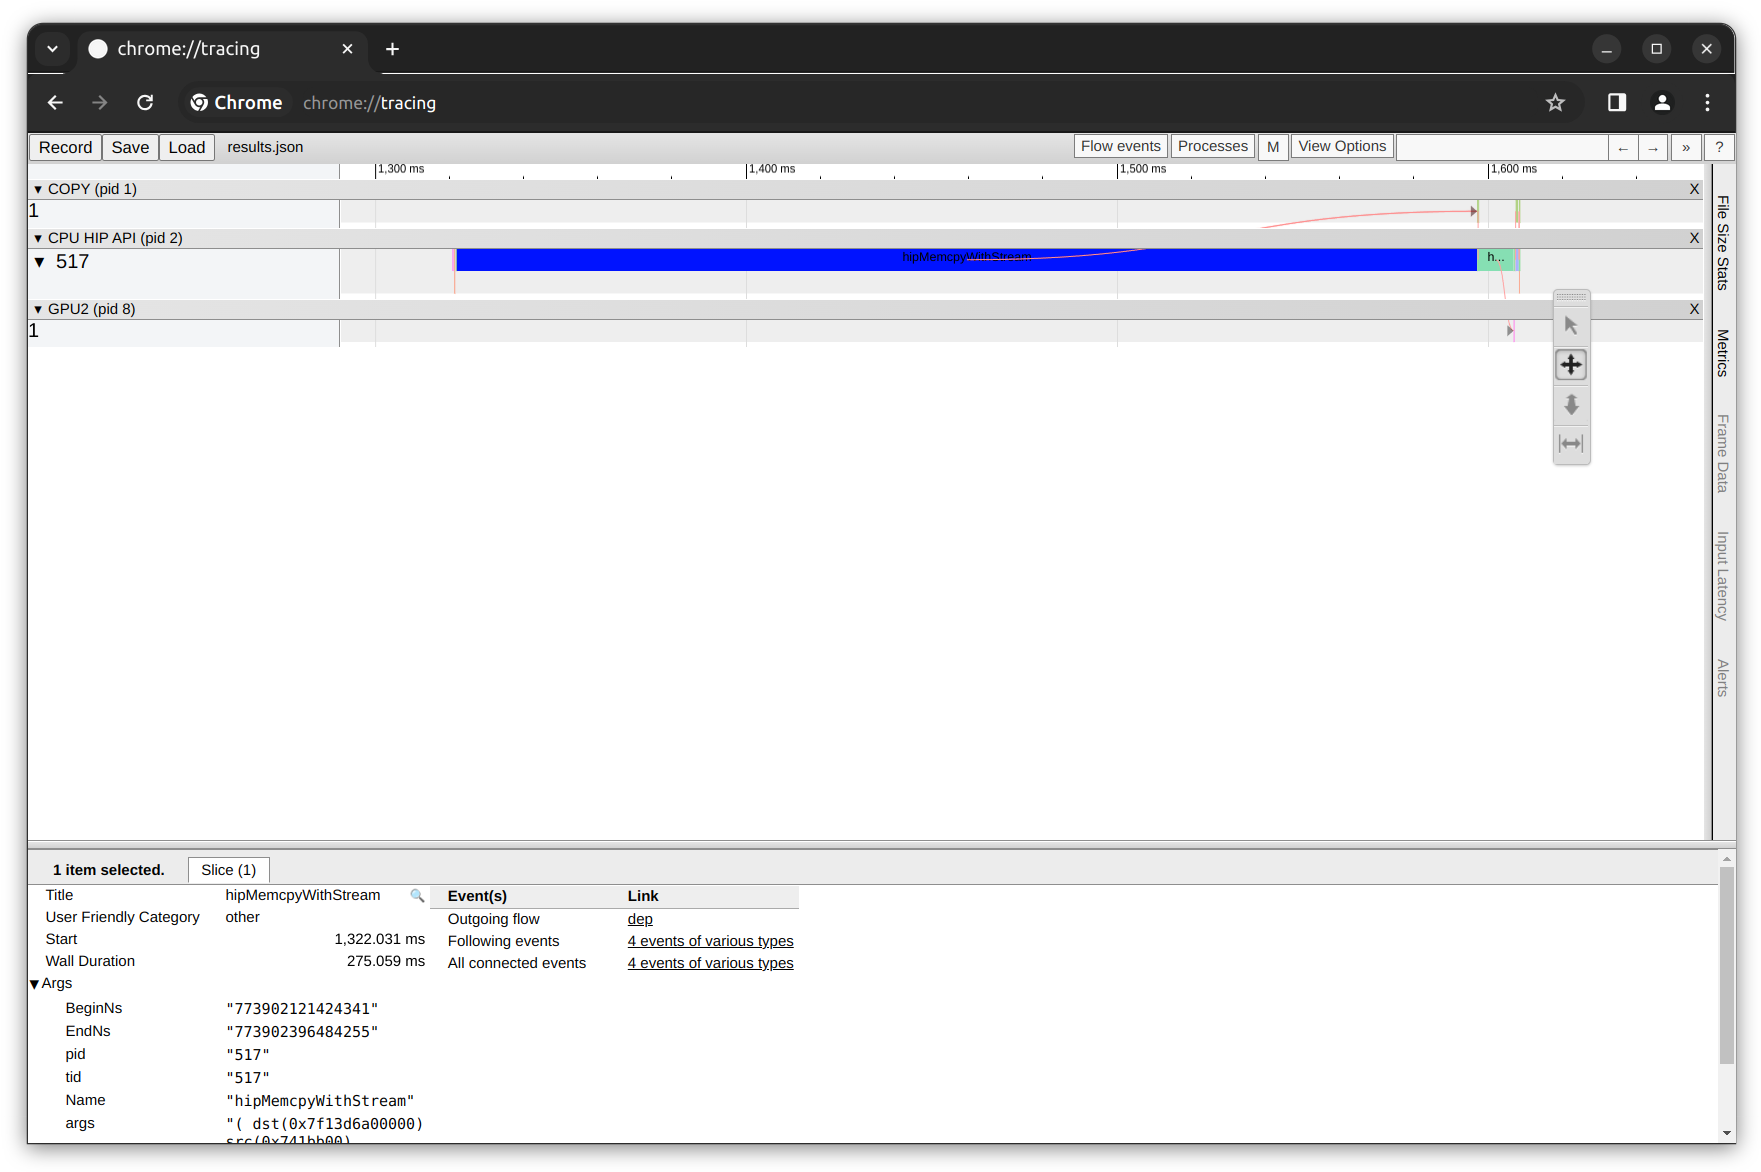 chrome://tracing
Chrome chrome://tracing
Record Save Load results.json Flow events Processes M View Options ← → » ?
1,300 ms 1,400 ms 1,500 ms 1,600 ms
▼ COPY (pid 1) X
1
▼ CPU HIP API (pid 2) X
▼ 517 hipMemcpyWithStream h...
▼ GPU2 (pid 8) X
1
File Size Stats
Metrics
Frame Data
Input Latency
Alerts
1 item selected. Slice (1)
Title hipMemcpyWithStream
User Friendly Category other
Start 1,322.031 ms
Wall Duration 275.059 ms
▼ Args
BeginNs "773902121424341"
EndNs "773902396484255"
pid "517"
tid "517"
Name "hipMemcpyWithStream"
args "( dst(0x7f13d6a00000)
src(0x741bb00)
Event(s) Link
Outgoing flow dep
Following events 4 events of various types
All connected events 4 events of various types